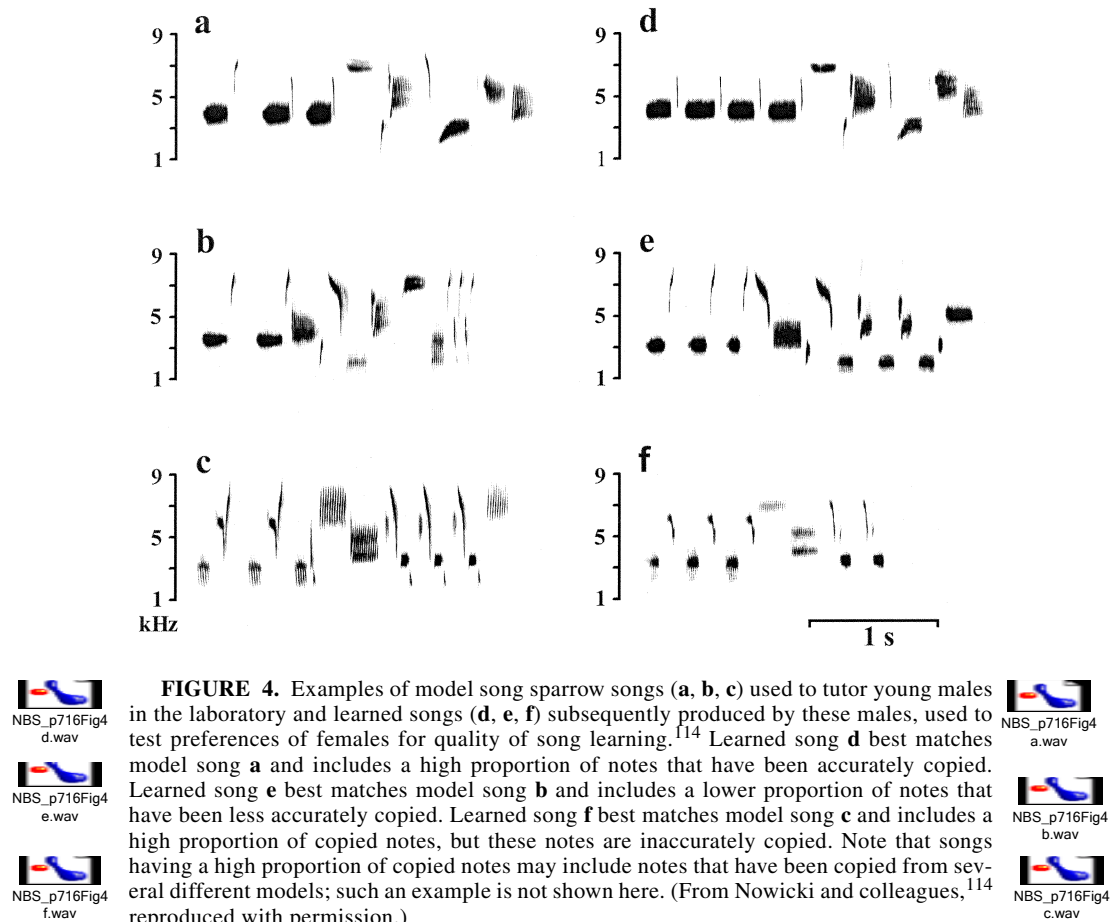 a
9
5
1
d
9
5
1
b
9
5
1
e
9
5
1
c
9
5
1
kHz
f
9
5
1
1 s
NBS_p716Fig4
d.wav
NBS_p716Fig4
e.wav
NBS_p716Fig4
f.wav
FIGURE 4. Examples of model song sparrow songs (a, b, c) used to tutor young males
in the laboratory and learned songs (d, e, f) subsequently produced by these males, used to
test preferences of females for quality of song learning.114 Learned song d best matches
model song a and includes a high proportion of notes that have been accurately copied.
Learned song e best matches model song b and includes a lower proportion of notes that
have been less accurately copied. Learned song f best matches model song c and includes a
high proportion of copied notes, but these notes are inaccurately copied. Note that songs
having a high proportion of copied notes may include notes that have been copied from sev-
eral different models; such an example is not shown here. (From Nowicki and colleagues,114
reproduced with permission.)
NBS_p716Fig4
a.wav
NBS_p716Fig4
b.wav
NBS_p716Fig4
c.wav